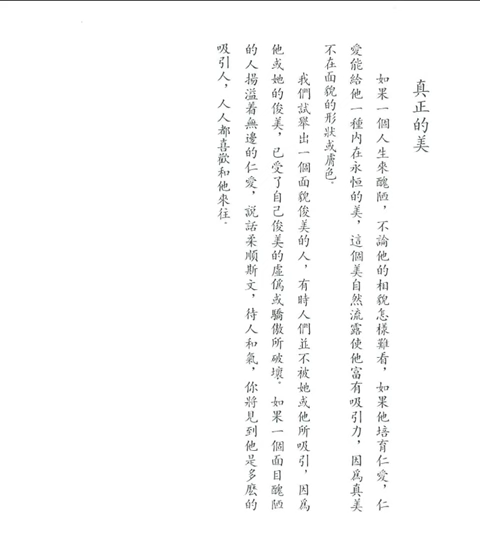 真正的美
如果一個人生來醜陋，不論他的相貌怎樣難看，如果他培育仁愛，仁
愛能給他一種內在永恒的美，這個美自然流露使他富有吸引力，因爲真美
不在面貌的形狀或膚色．
我們試舉出一個面貌俊美的人，有時人們並不被她或他所吸引，因爲
他或她的俊美，已受了自己俊美的虛僞或驕傲所破壞．如果一個面目醜陋
的人揚溢着無邊的仁愛，說話柔順斯文，待人和氣，你將見到他是多麽的
吸引人，人人都喜歡和他來往．